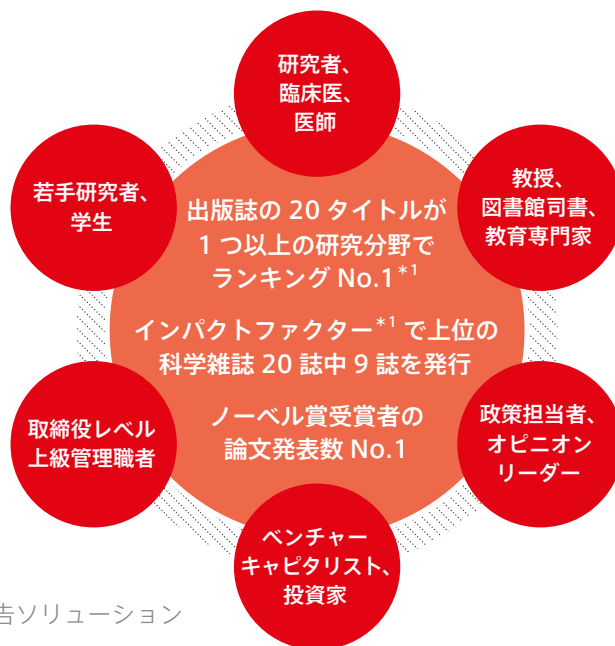 研究者、
臨床医、
医師
若手研究者、
学生
教授、
図書館司書、
教育専門家
出版誌の 20 タイトルが
1 つ以上の研究分野で
ランキング No.1*1
インパクトファクター*1 で上位の
科学雑誌 20 誌中 9 誌を発行
ノーベル賞受賞者の
論文発表数 No.1
取締役レベル
上級管理職者
政策担当者、
オピニオン
リーダー
ベンチャー
キャピタリスト、
投資家
告ソリューション